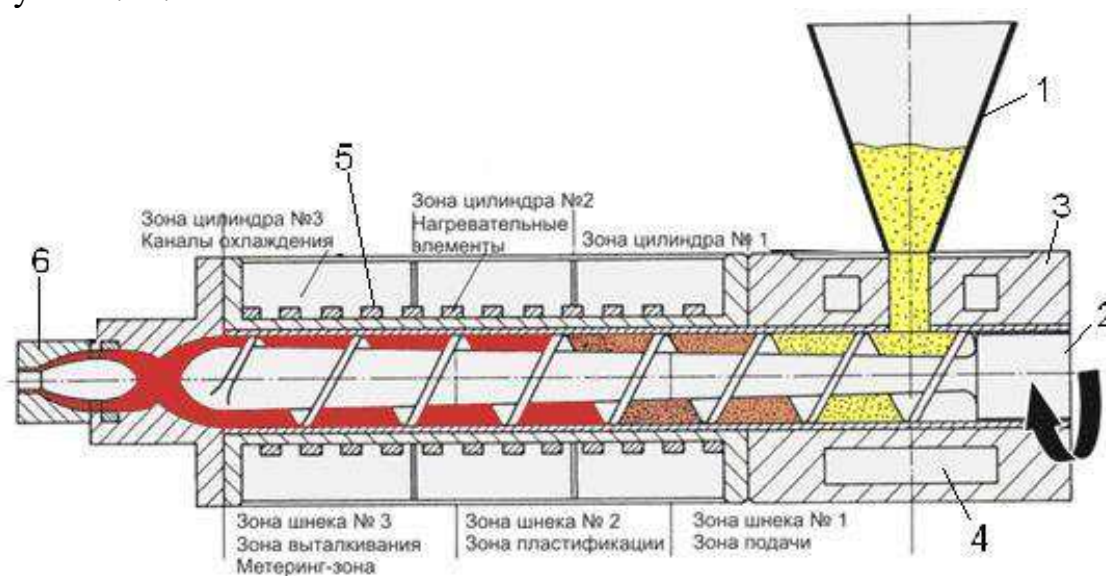 1
5
Зона цилиндра №2
Нагревательные
элементы
Зона цилиндра №3
Каналы охлаждения
Зона цилиндра № 1
3
6
2
4
Зона шнека № 3
Зона выталкивания
Метеринг-зона
Зона шнека № 2
Зона пластификации
Зона шнека № 1
Зона подачи